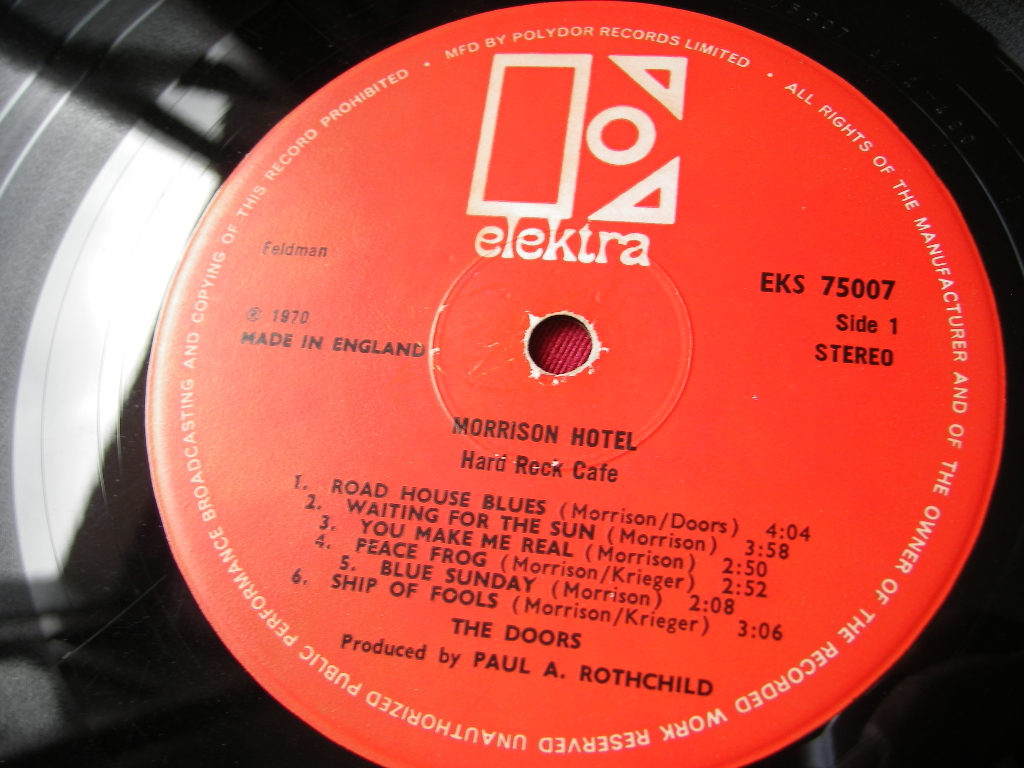 MFD BY POLYDOR RECORDS LIMITED • ALL RIGHTS OF THE MANUFACTURER AND OF THE OWNER OF THE RECORDED WORK RESERVED UNAUTHORIZED PUBLIC PERFORMANCE BROADCASTING AND COPYING OF THIS RECORD PROHIBITED •
elektra
Feldman
℗ 1970
MADE IN ENGLAND
EKS 75007
Side 1
STEREO
MORRISON HOTEL
Hard Rock Cafe
1. ROAD HOUSE BLUES (Morrison/Doors) 4:04
2. WAITING FOR THE SUN (Morrison) 3:58
3. YOU MAKE ME REAL (Morrison) 2:50
4. PEACE FROG (Morrison/Krieger) 2:52
5. BLUE SUNDAY (Morrison) 2:08
6. SHIP OF FOOLS (Morrison/Krieger) 3:06
THE DOORS
Produced by PAUL A. ROTHCHILD